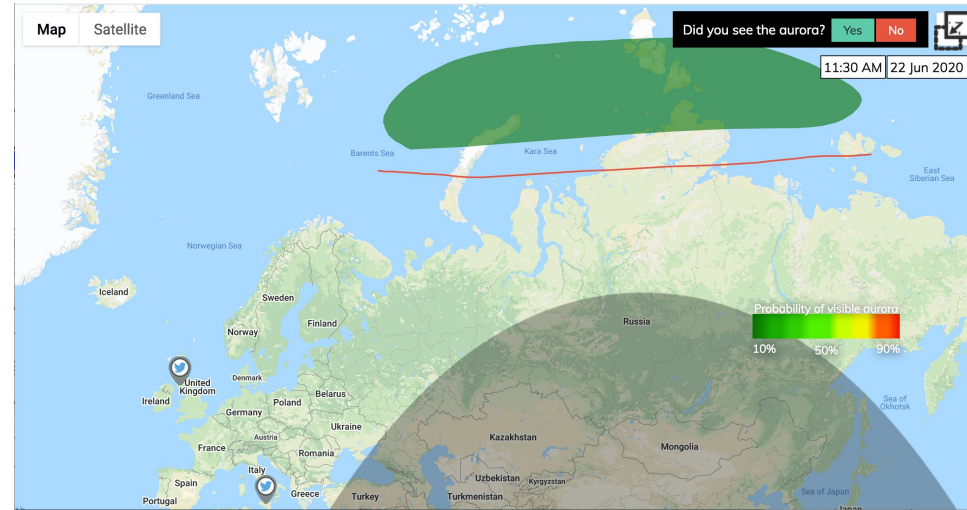 Map
Satellite
Did you see the aurora?
Yes
No
11:30 AM
22 Jun 2020
Greenland Sea
Barents Sea
Kara Sea
East
Siberian Sea
Norwegian Sea
Iceland
Sweden
Finland
Norway
Russia
Probability of visible aurora
10%
50%
90%
United
Kingdom
Ireland
Denmark
Belarus
Poland
Germany
Ukraine
Austria
France
Romania
Italy
Spain
Portugal
Greece
Turkey
Kazakhstan
Uzbekistan
Kyrgyzstan
Turkmenistan
Mongolia
Sea of
Okhotsk
Sea of Japan
Japan